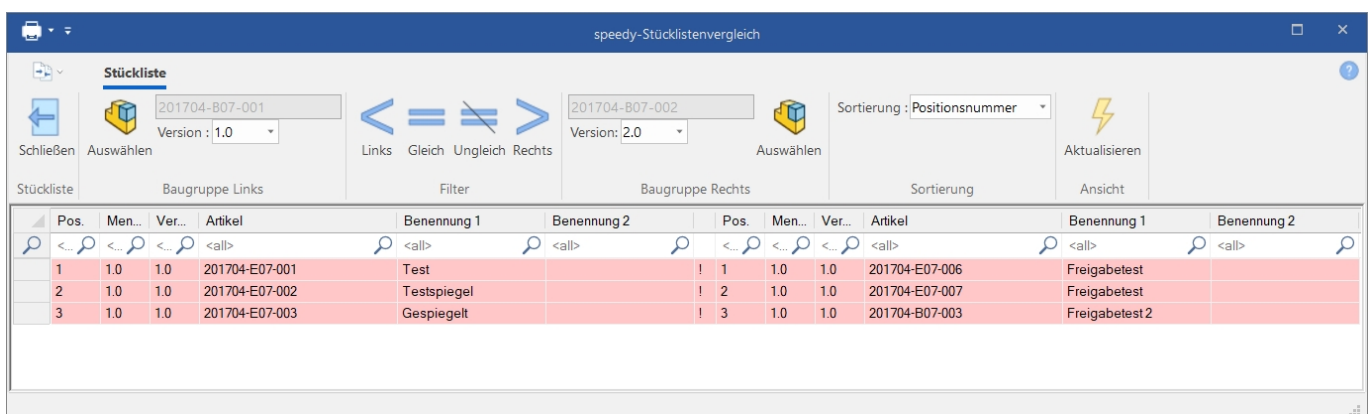 speedy-Stücklistenvergleich
Stückliste
201704-B07-001
201704-B07-002
Sortierung : Positionsnummer
Version : 1.0
Version: 2.0
Schließen Auswählen Links Gleich Ungleich Rechts Auswählen Aktualisieren
Stückliste Baugruppe Links Filter Baugruppe Rechts Sortierung Ansicht
Pos. Men... Ver... Artikel Benennung 1 Benennung 2 Pos. Men... Ver... Artikel Benennung 1 Benennung 2
<... <... <... <all> <all> <all> <... <... <... <all> <all> <all>
1 1.0 1.0 201704-E07-001 Test ! 1 1.0 1.0 201704-E07-006 Freigabetest
2 1.0 1.0 201704-E07-002 Testspiegel ! 2 1.0 1.0 201704-E07-007 Freigabetest
3 1.0 1.0 201704-E07-003 Gespiegelt ! 3 1.0 1.0 201704-B07-003 Freigabetest 2